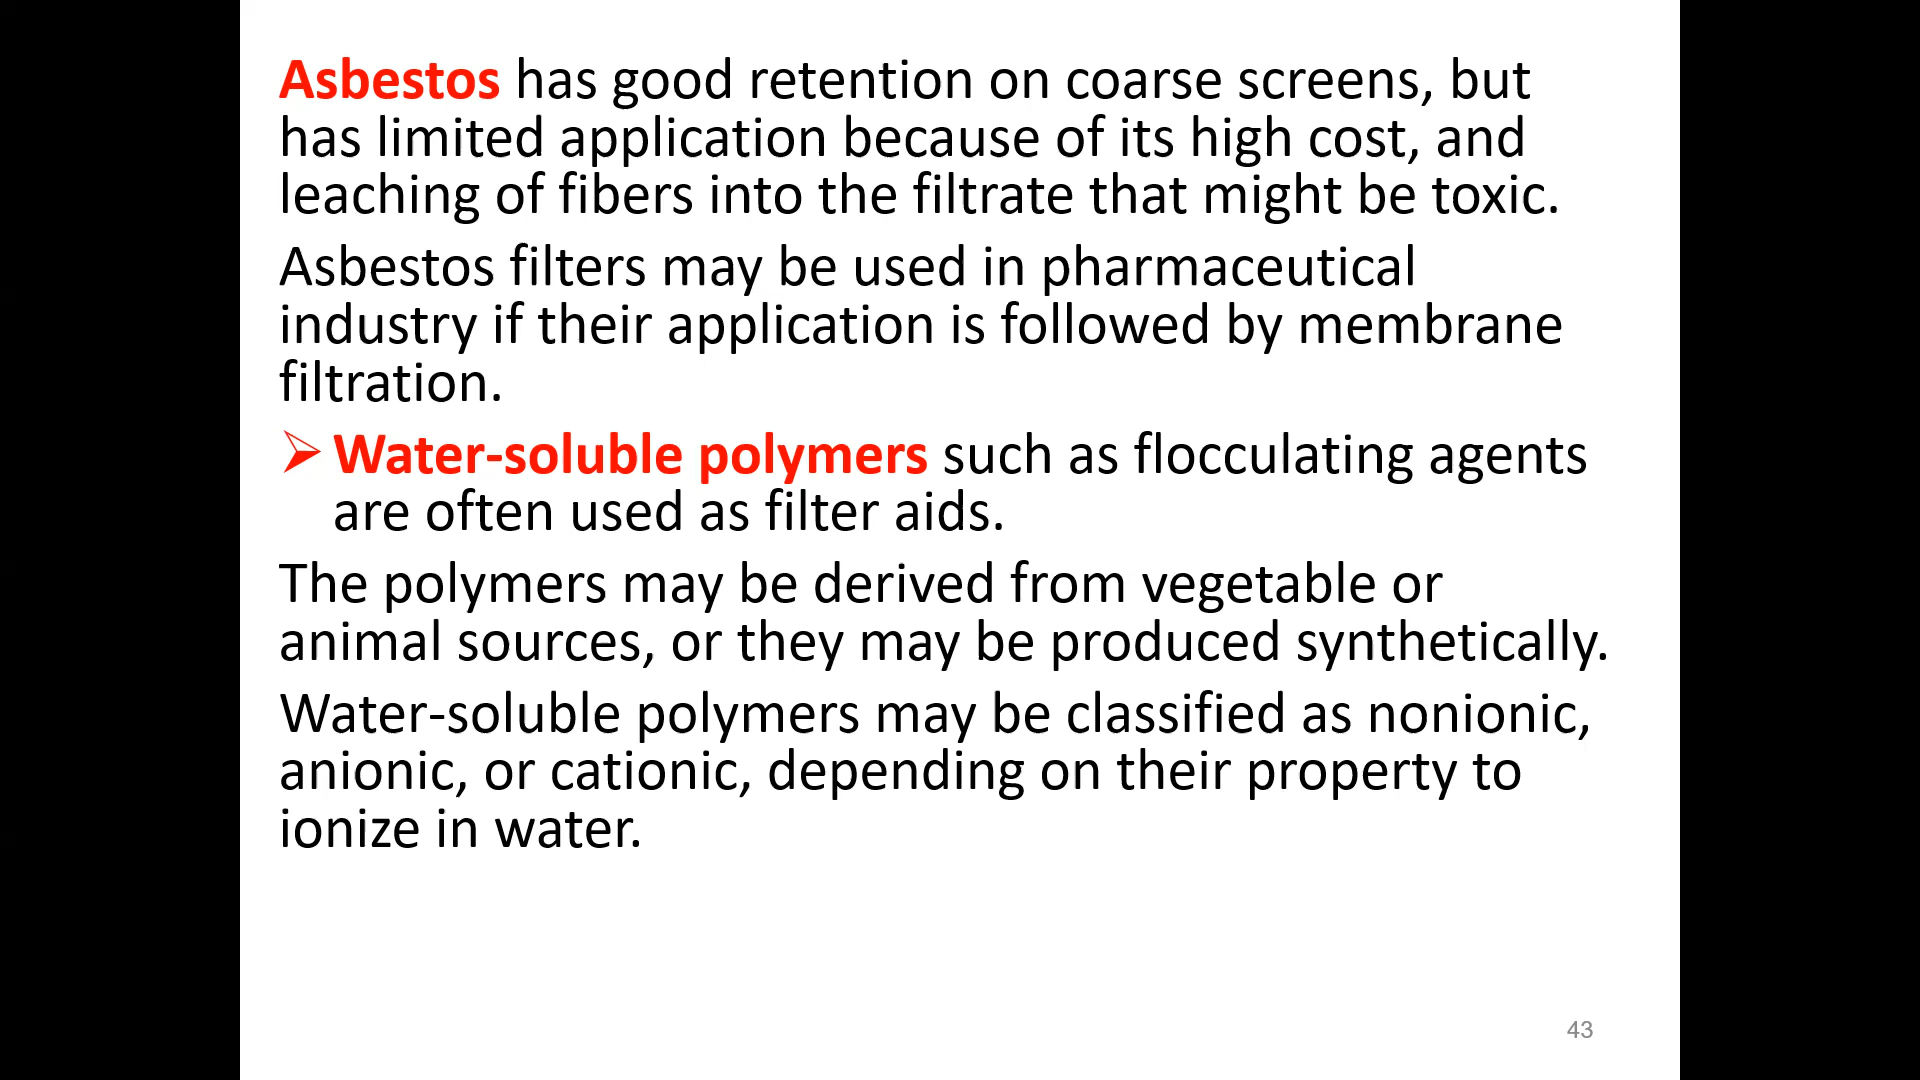 Asbestos has good retention on coarse screens, but
has limited application because of its high cost, and
leaching of fibers into the filtrate that might be toxic.
Asbestos filters may be used in pharmaceutical
industry if their application is followed by membrane
filtration.
➢ Water-soluble polymers such as flocculating agents
are often used as filter aids.
The polymers may be derived from vegetable or
animal sources, or they may be produced synthetically.
Water-soluble polymers may be classified as nonionic,
anionic, or cationic, depending on their property to
ionize in water.
43